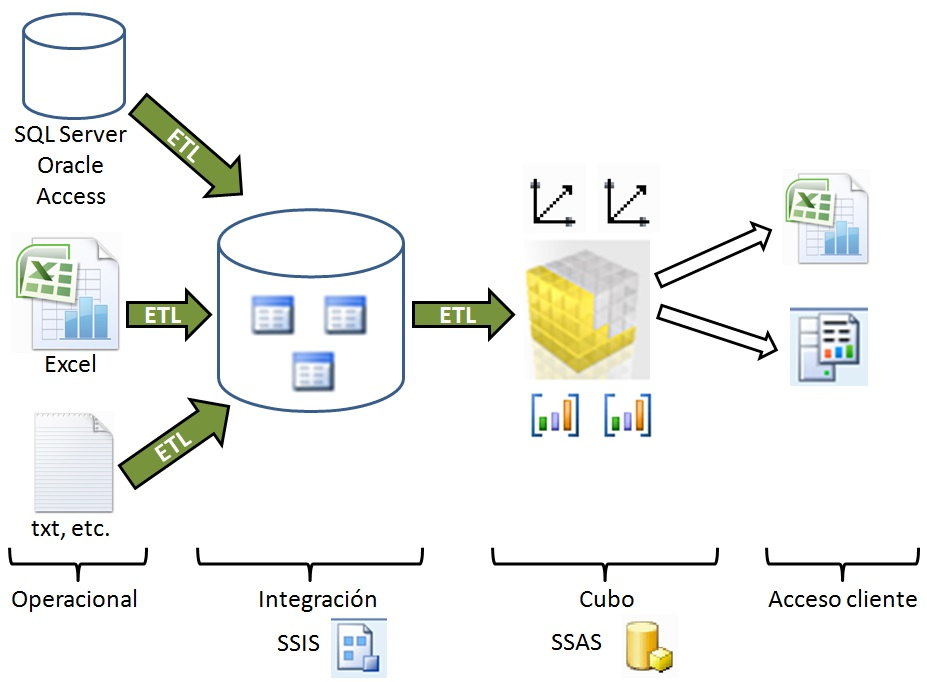 SQL Server
Oracle
Access
ETL
Excel
ETL
ETL
txt, etc.
ETL
Operacional
Integración
SSIS
Cubo
SSAS
Acceso cliente